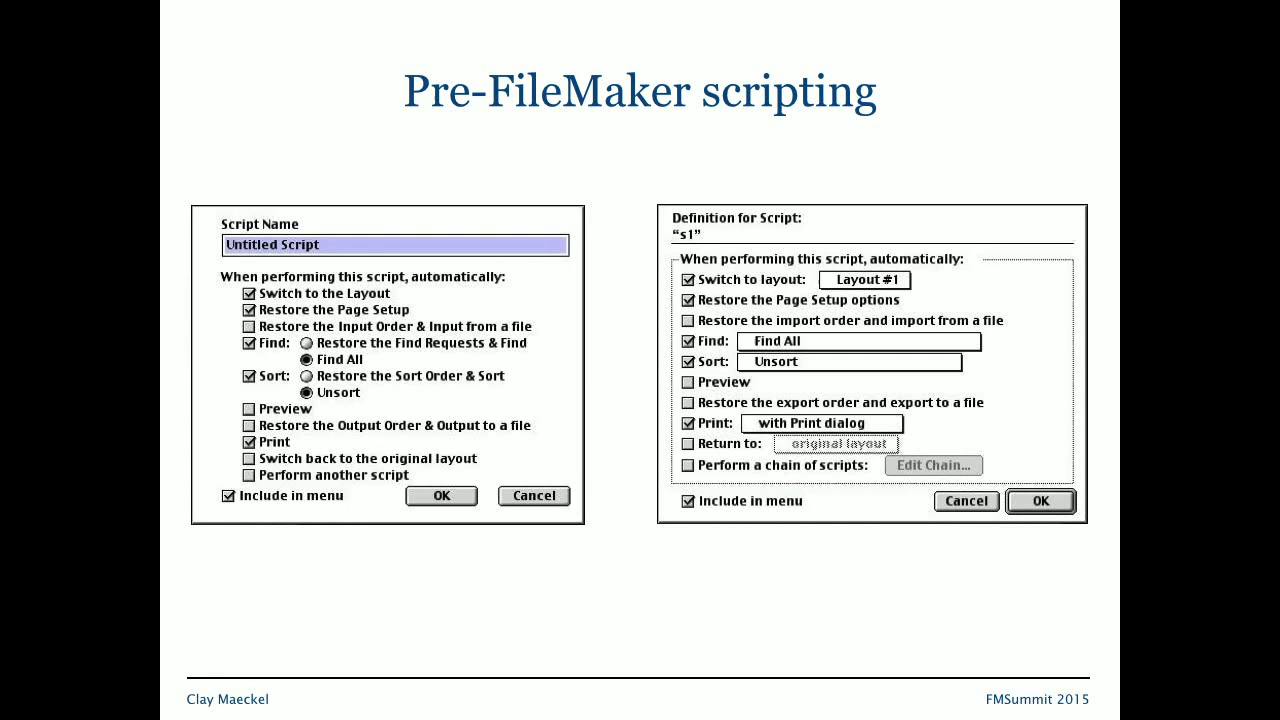 Pre-FileMaker scripting
Script Name
Untitled Script
When performing this script, automatically:
Switch to the Layout
Restore the Page Setup
Restore the Input Order & Input from a file
Find: Restore the Find Requests & Find
Find All
Sort: Restore the Sort Order & Sort
Unsort
Preview
Restore the Output Order & Output to a file
Print
Switch back to the original layout
Perform another script
Include in menu OK Cancel
Definition for Script:
“s1”
When performing this script, automatically:
Switch to layout: Layout #1
Restore the Page Setup options
Restore the import order and import from a file
Find: Find All
Sort: Unsort
Preview
Restore the export order and export to a file
Print: with Print dialog
Return to: original layout
Perform a chain of scripts: Edit Chain...
Include in menu Cancel OK
Clay Maeckel FMSummit 2015